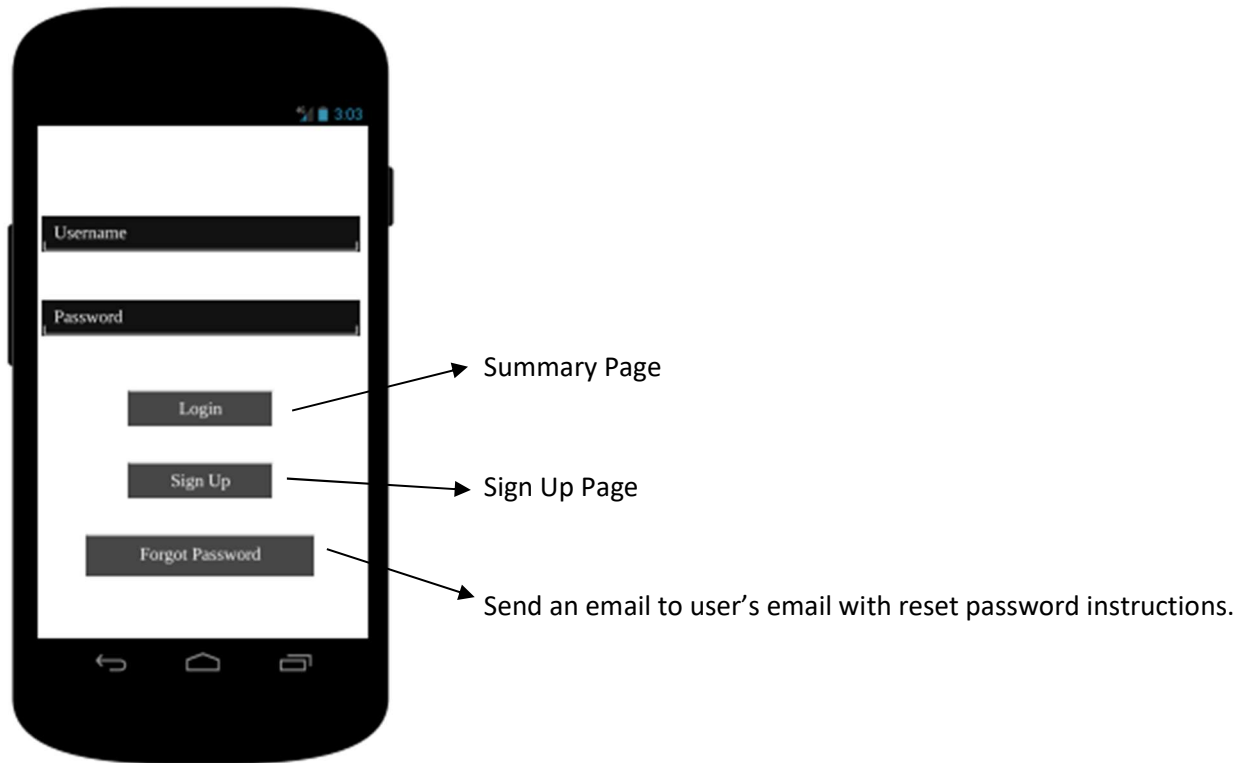 3:03
Username
Password
Login
Summary Page
Sign Up
Sign Up Page
Forgot Password
Send an email to user’s email with reset password instructions.